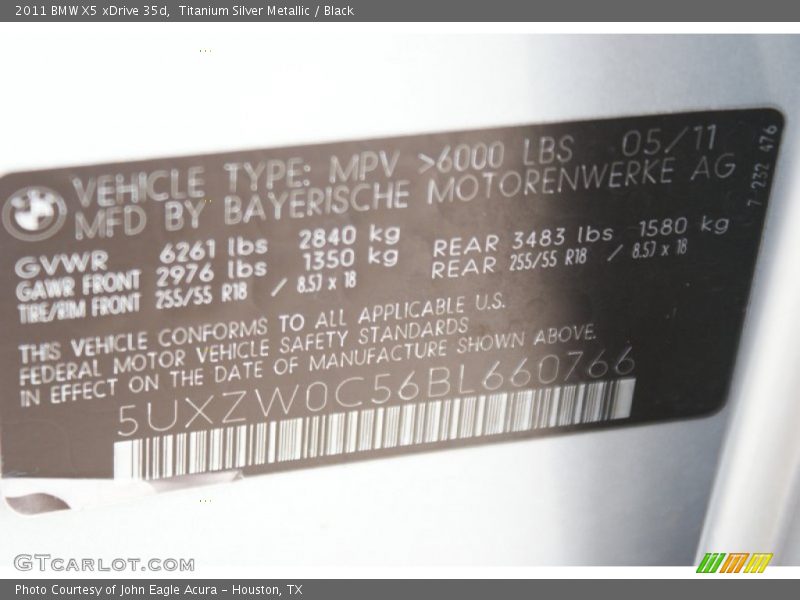 2011 BMW X5 xDrive 35d,  Titanium Silver Metallic / Black
VEHICLE TYPE: MPV >6000 LBS 05/11
MFD BY BAYERISCHE MOTORENWERKE AG
7 232 476
GVWR 6261 lbs 2840 kg
GAWR FRONT 2976 lbs 1350 kg REAR 3483 lbs 1580 kg
TIRE/RIM FRONT 255/55 R18 / 8.57 x 18 REAR 255/55 R18 / 8.57 x 18
THIS VEHICLE CONFORMS TO ALL APPLICABLE U.S.
FEDERAL MOTOR VEHICLE SAFETY STANDARDS
IN EFFECT ON THE DATE OF MANUFACTURE SHOWN ABOVE.
5UXZW0C56BL660766
GTCARLOT.COM
Photo Courtesy of John Eagle Acura - Houston, TX